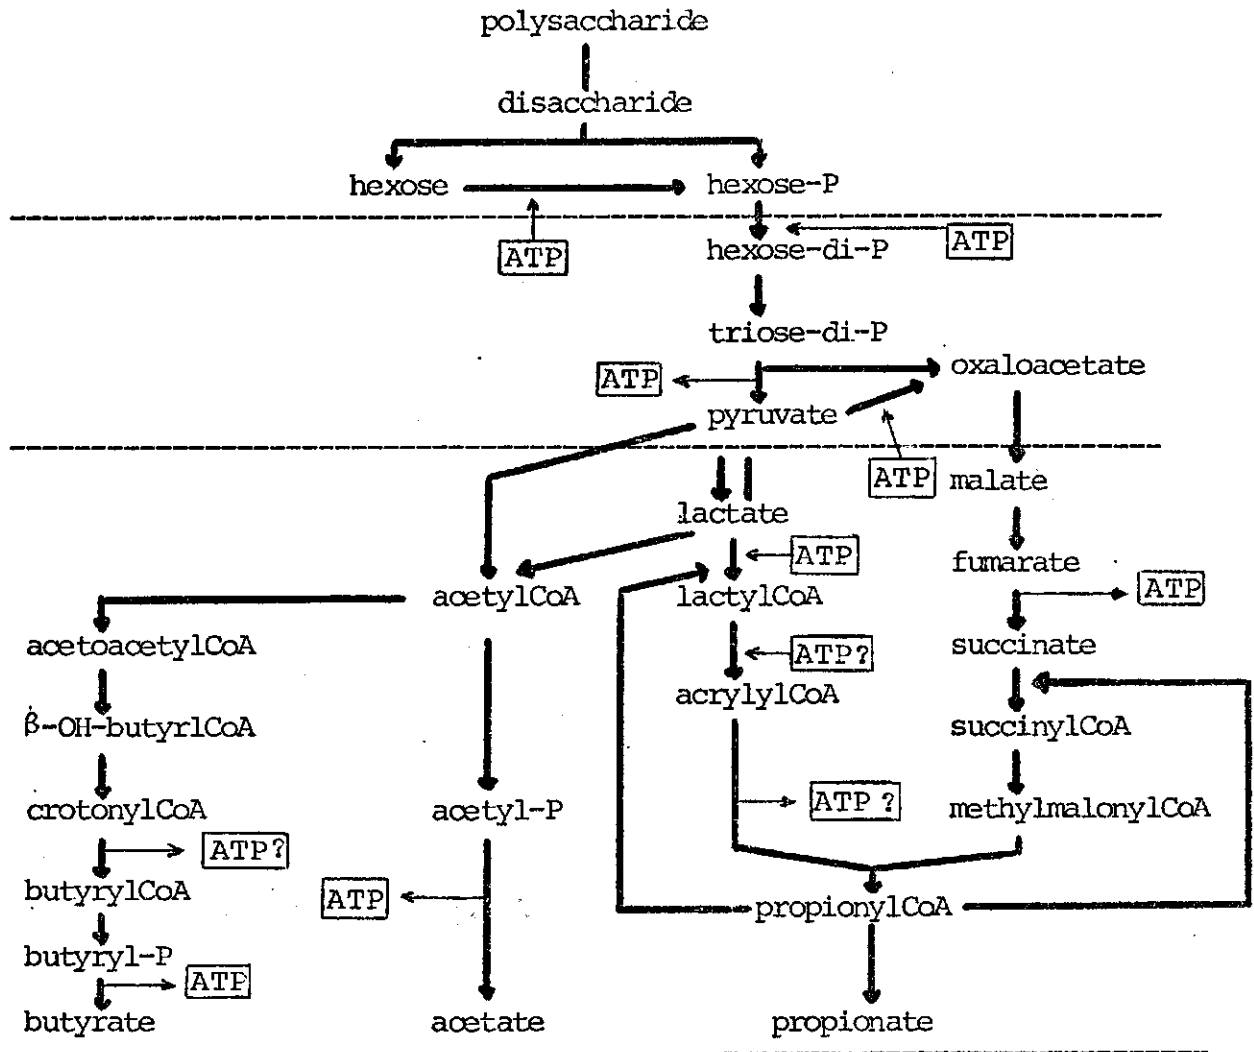 polysaccharide
disaccharide
hexose
hexose-P
ATP
hexose-di-P
ATP
triose-di-P
ATP
oxaloacetate
pyruvate
ATP
malate
lactate
ATP
fumarate
acetylCoA
lactylCoA
ATP
acetoacetylCoA
ATP?
succinate
acrylylCoA
β-OH-butyrlCoA
succinylCoA
crotonylCoA
acetyl-P
ATP ?
methylmalonylCoA
ATP?
butyrylCoA
ATP
propionylCoA
butyryl-P
ATP
butyrate
acetate
propionate